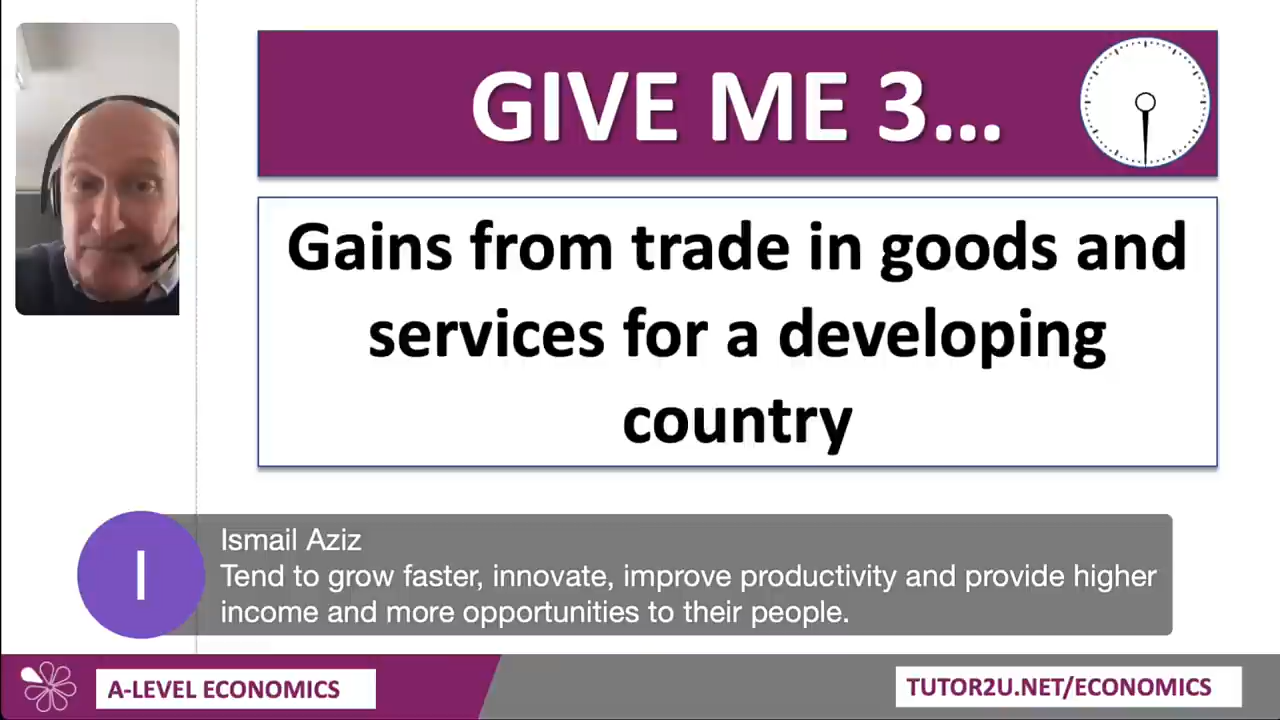 GIVE ME 3...
Gains from trade in goods and
services for a developing
country
I
Ismail Aziz
Tend to grow faster, innovate, improve productivity and provide higher
income and more opportunities to their people.
A-LEVEL ECONOMICS
TUTOR2U.NET/ECONOMICS